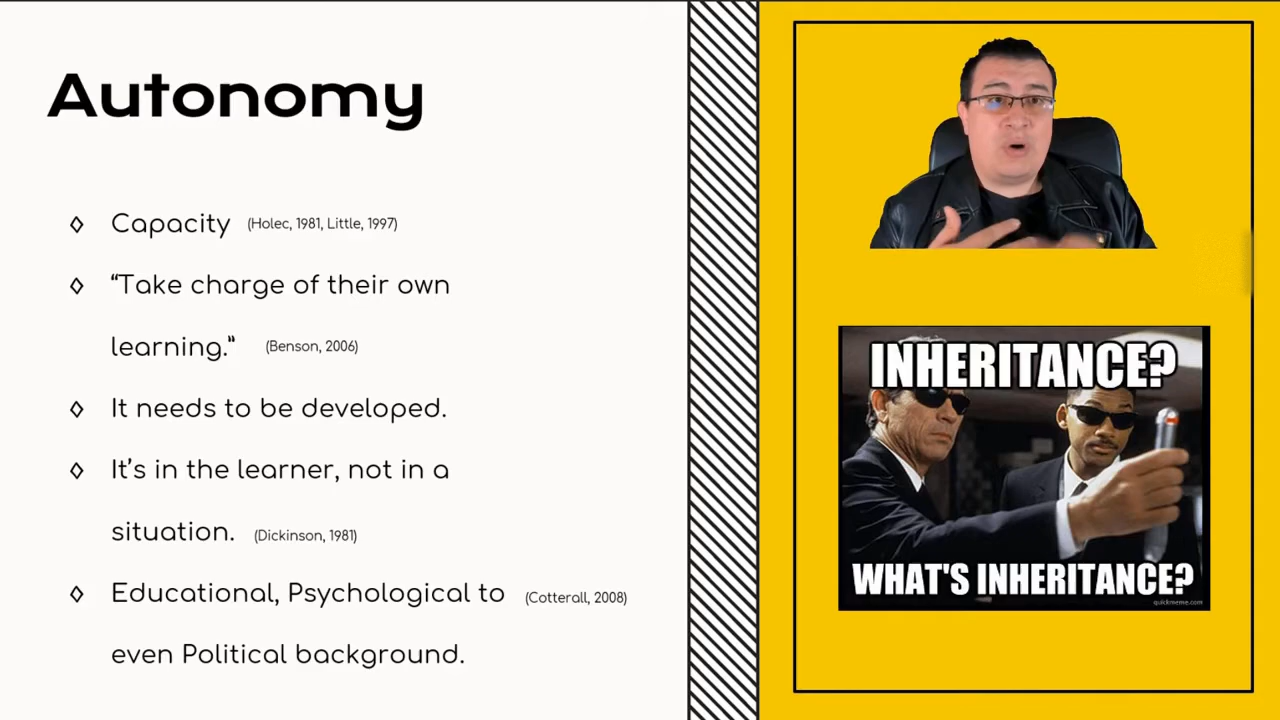 Autonomy
◊ Capacity (Holec, 1981, Little, 1997)
◊ “Take charge of their own
learning.” (Benson, 2006)
◊ It needs to be developed.
◊ It’s in the learner, not in a
situation. (Dickinson, 1981)
◊ Educational, Psychological to (Cotterall, 2008)
even Political background.
INHERITANCE?
WHAT'S INHERITANCE?
quickmeme.com